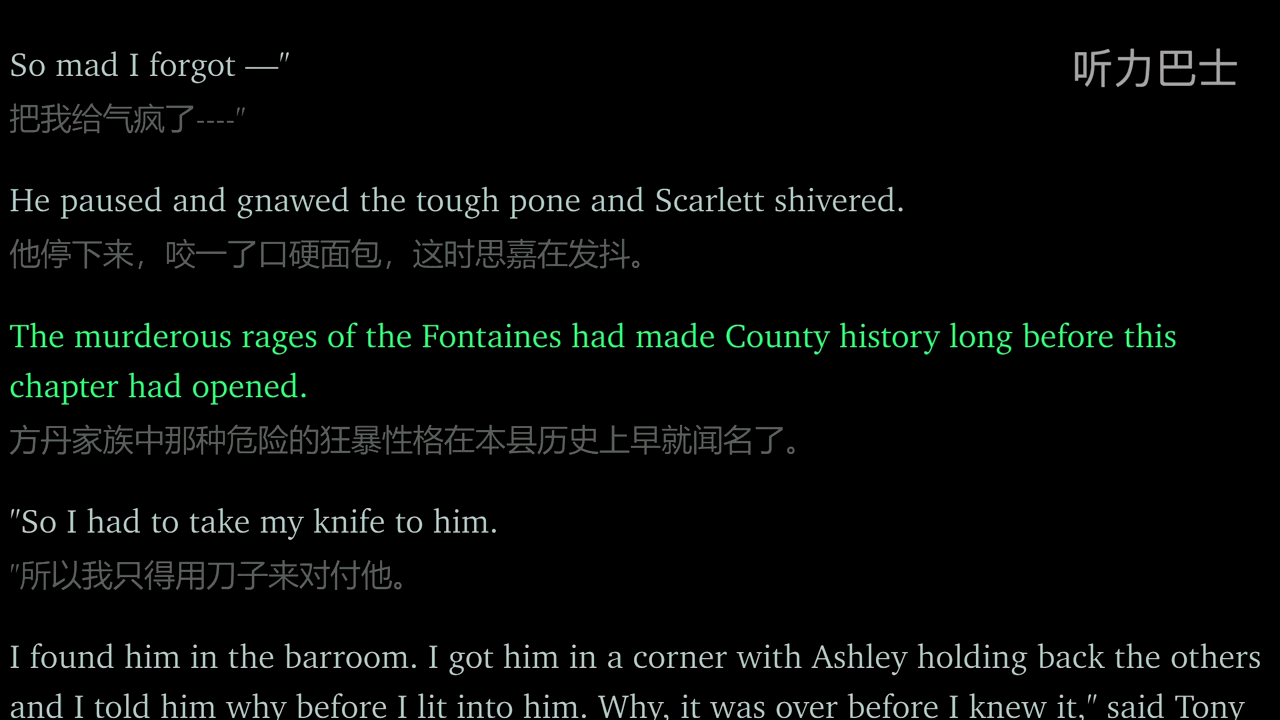 So mad I forgot —"
听力巴士
把我给气疯了----"
He paused and gnawed the tough pone and Scarlett shivered.
他停下来，咬一了口硬面包，这时思嘉在发抖。
The murderous rages of the Fontaines had made County history long before this
chapter had opened.
方丹家族中那种危险的狂暴性格在本县历史上早就闻名了。
"So I had to take my knife to him.
"所以我只得用刀子来对付他。
I found him in the barroom. I got him in a corner with Ashley holding back the others
and I told him why before I lit into him. Why, it was over before I knew it," said Tony